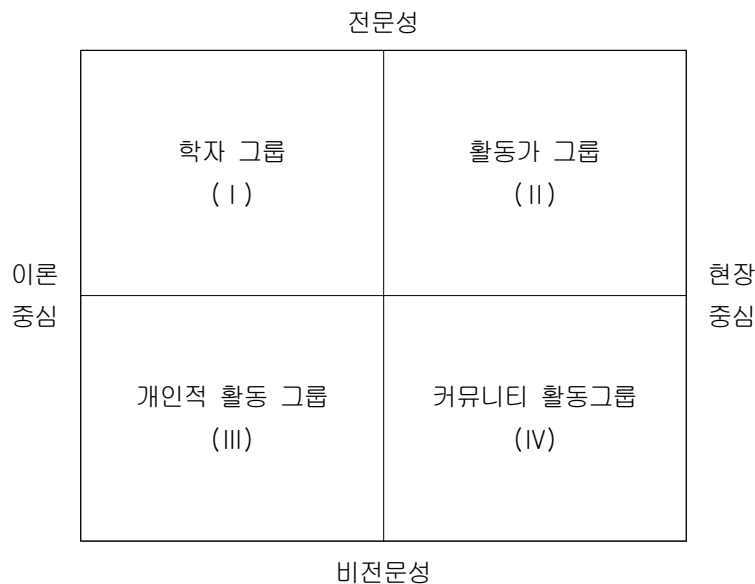 전문성
학자 그룹
(Ⅰ)
활동가 그룹
(Ⅱ)
이론
중심
현장
중심
개인적 활동 그룹
(Ⅲ)
커뮤니티 활동그룹
(Ⅳ)
비전문성